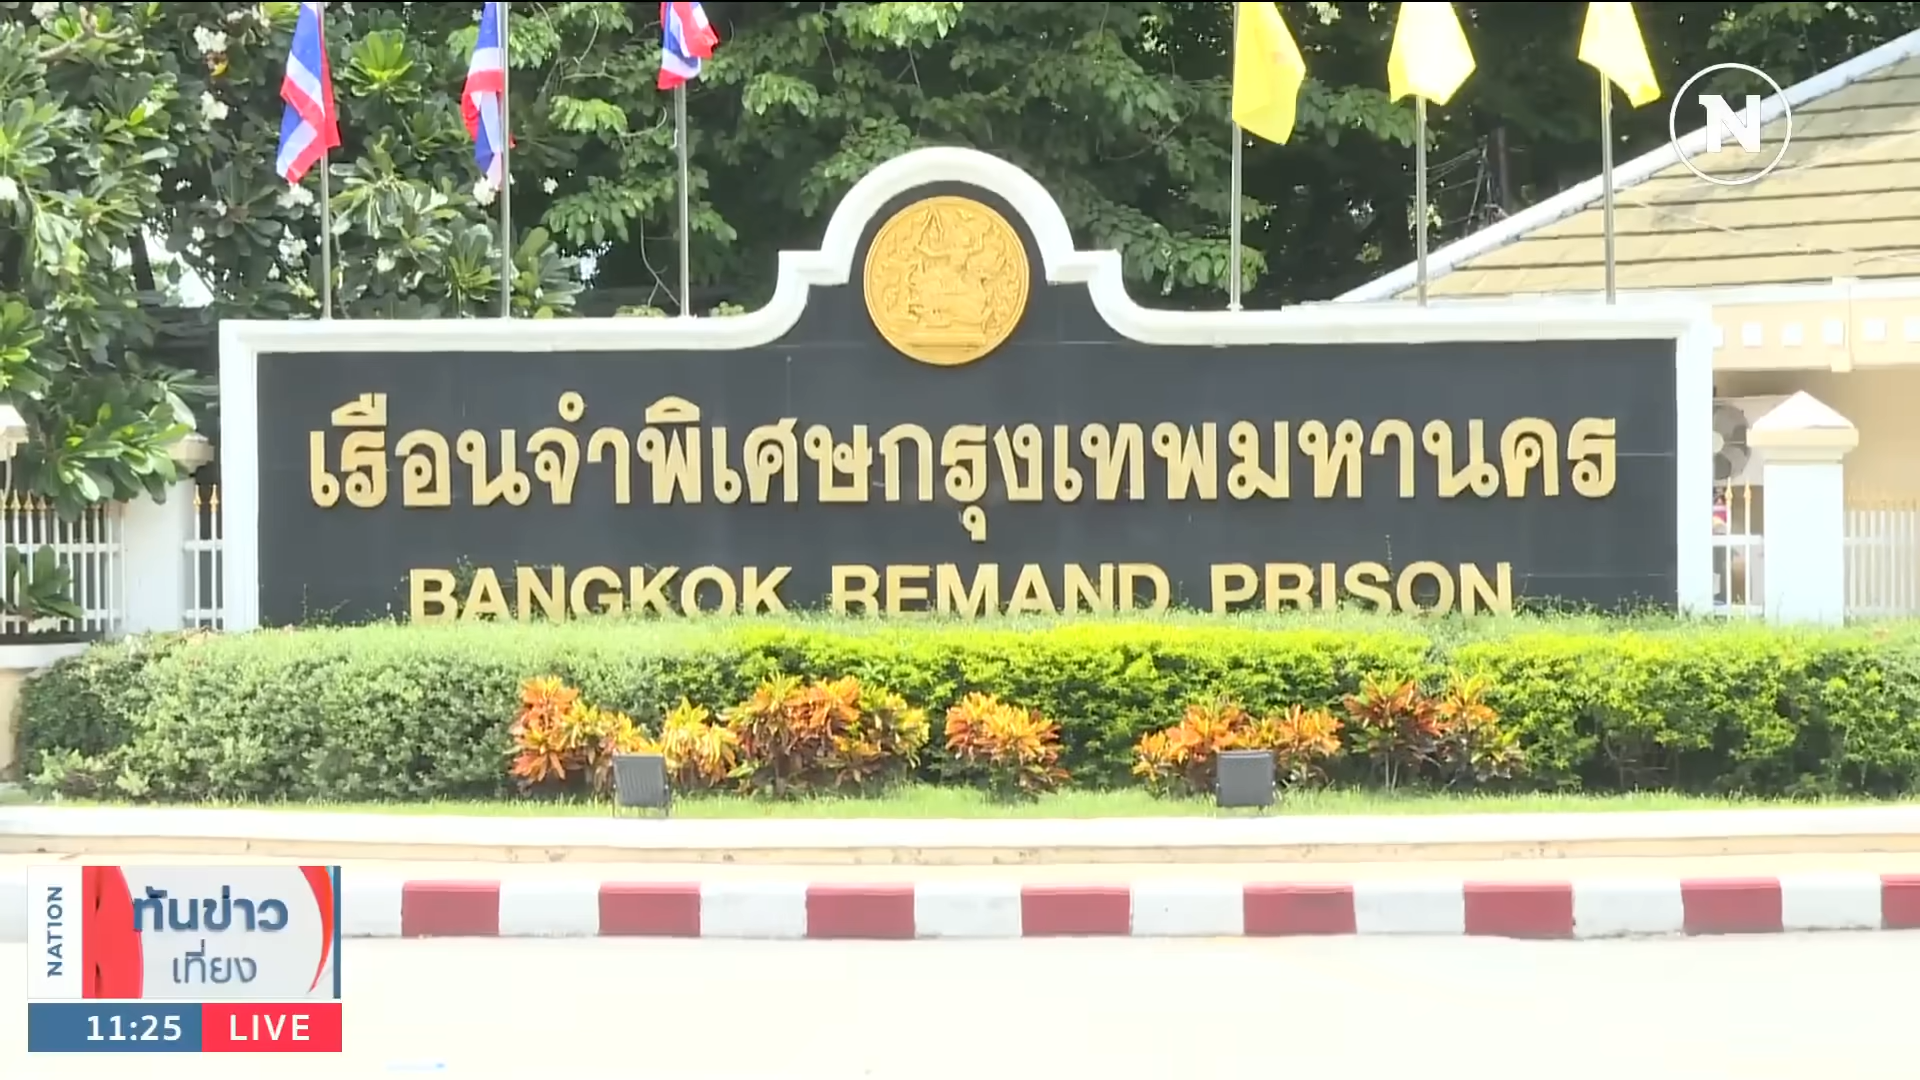 N
เรือนจำพิเศษกรุงเทพมหานคร
BANGKOK REMAND PRISON
NATION
ทันข่าว
เที่ยง
11:25 LIVE